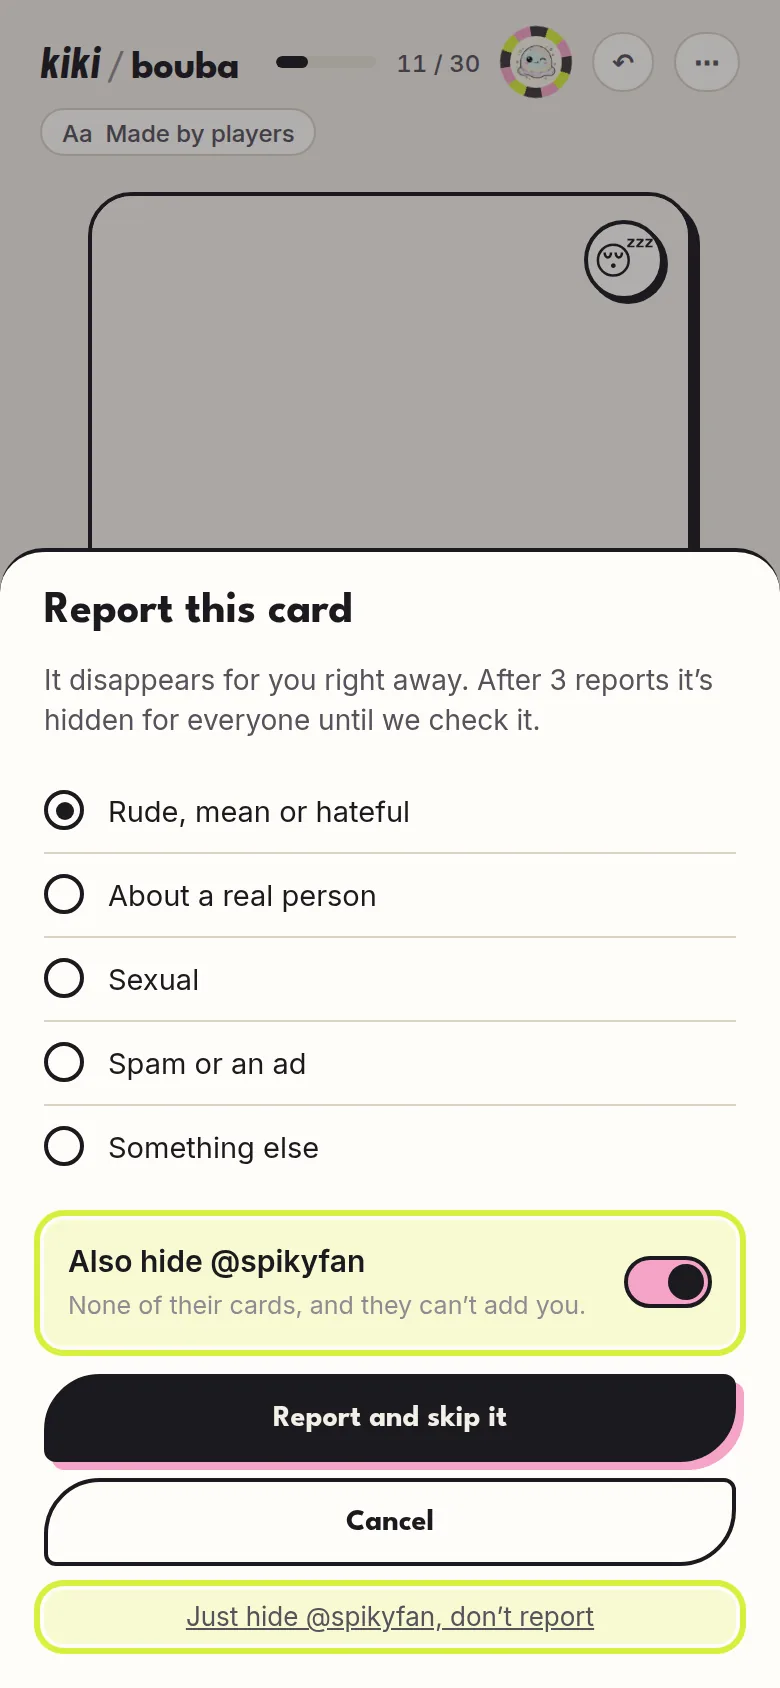 kiki / bouba
11 / 30
Aa Made by players
zzz
Report this card
It disappears for you right away. After 3 reports it’s
hidden for everyone until we check it.
Rude, mean or hateful
About a real person
Sexual
Spam or an ad
Something else
Also hide @spikyfan
None of their cards, and they can’t add you.
Report and skip it
Cancel
Just hide @spikyfan, don’t report